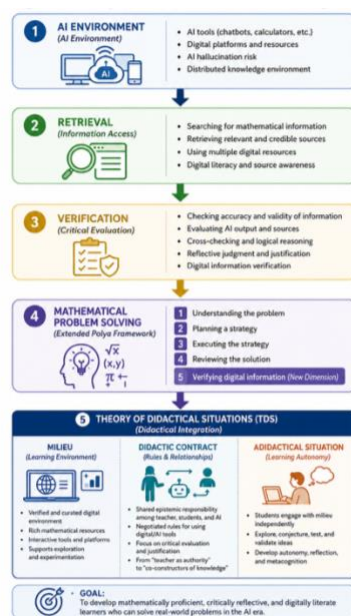 1 AI ENVIRONMENT
(AI Environment)
AI
• AI tools (chatbots, calculators, etc.)
• Digital platforms and resources
• AI hallucination risk
• Distributed knowledge environment
2 RETRIEVAL
(Information Access)
• Searching for mathematical information
• Retrieving relevant and credible sources
• Using multiple digital resources
• Digital literacy and source awareness
3 VERIFICATION
(Critical Evaluation)
• Checking accuracy and validity of information
• Evaluating AI output and sources
• Cross-checking and logical reasoning
• Reflective judgment and justification
• Digital information verification
4 MATHEMATICAL
PROBLEM SOLVING
(Extended Polya Framework)
√x
(x,y)
1 Understanding the problem
2 Planning a strategy
3 Executing the strategy
4 Reviewing the solution
5 Verifying digital information (New Dimension)
5 THEORY OF DIDACTICAL SITUATIONS (TDS)
(Didactical Integration)
MILIEU
(Learning Environment)
• Verified and curated digital
environment
• Rich mathematical resources
• Interactive tools and platforms
• Supports exploration
and experimentation
DIDACTIC CONTRACT
(Rules & Relationships)
• Shared epistemic responsibility
among teacher, students, and AI
• Negotiated rules for using
digital/AI tools
• Focus on critical evaluation
and justification
• From "teacher as authority"
to "co-constructors of knowledge"
ADIDACTICAL SITUATION
(Learning Autonomy)
• Students engage with milieu
independently
• Explore, conjecture, test, and
validate ideas
• Develop autonomy, reflection,
and metacognition
• GOAL:
To develop mathematically proficient, critically reflective, and digitally literate
learners who can solve real-world problems in the AI era.